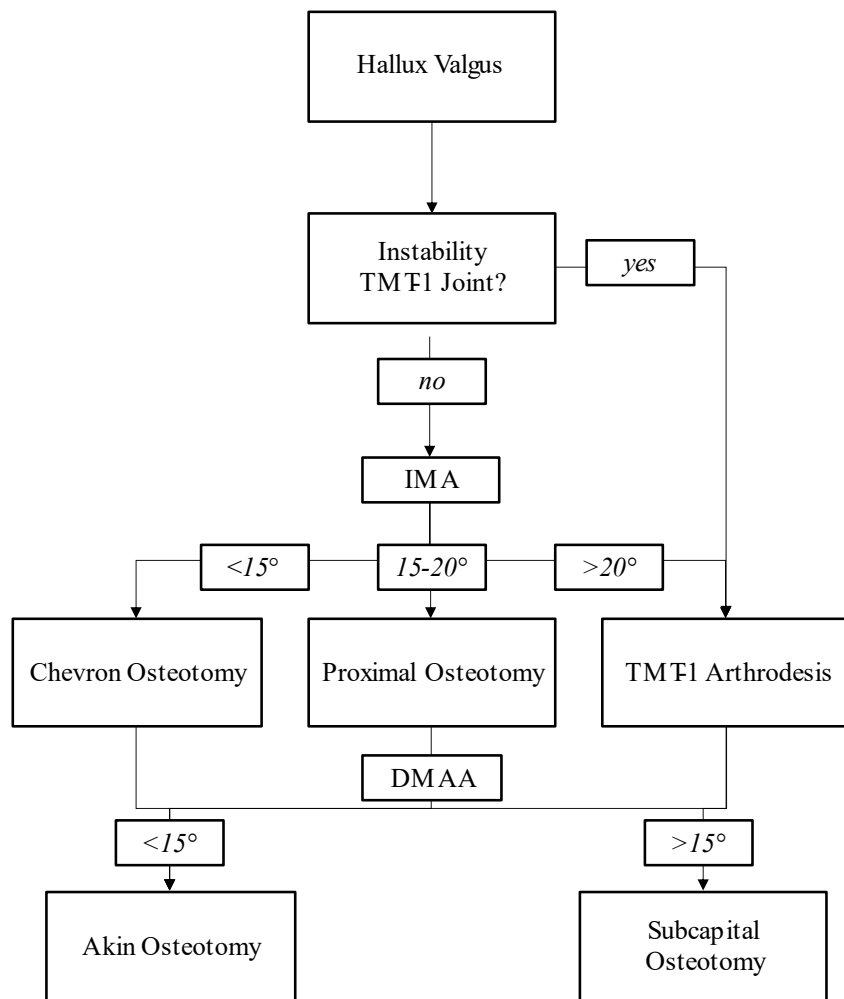 Hallux Valgus
Instability
TMT-1 Joint?
yes
no
IMA
<15°
15-20°
>20°
Chevron Osteotomy
Proximal Osteotomy
TMT-1 Arthrodesis
DMAA
<15°
>15°
Akin Osteotomy
Subcapital
Osteotomy